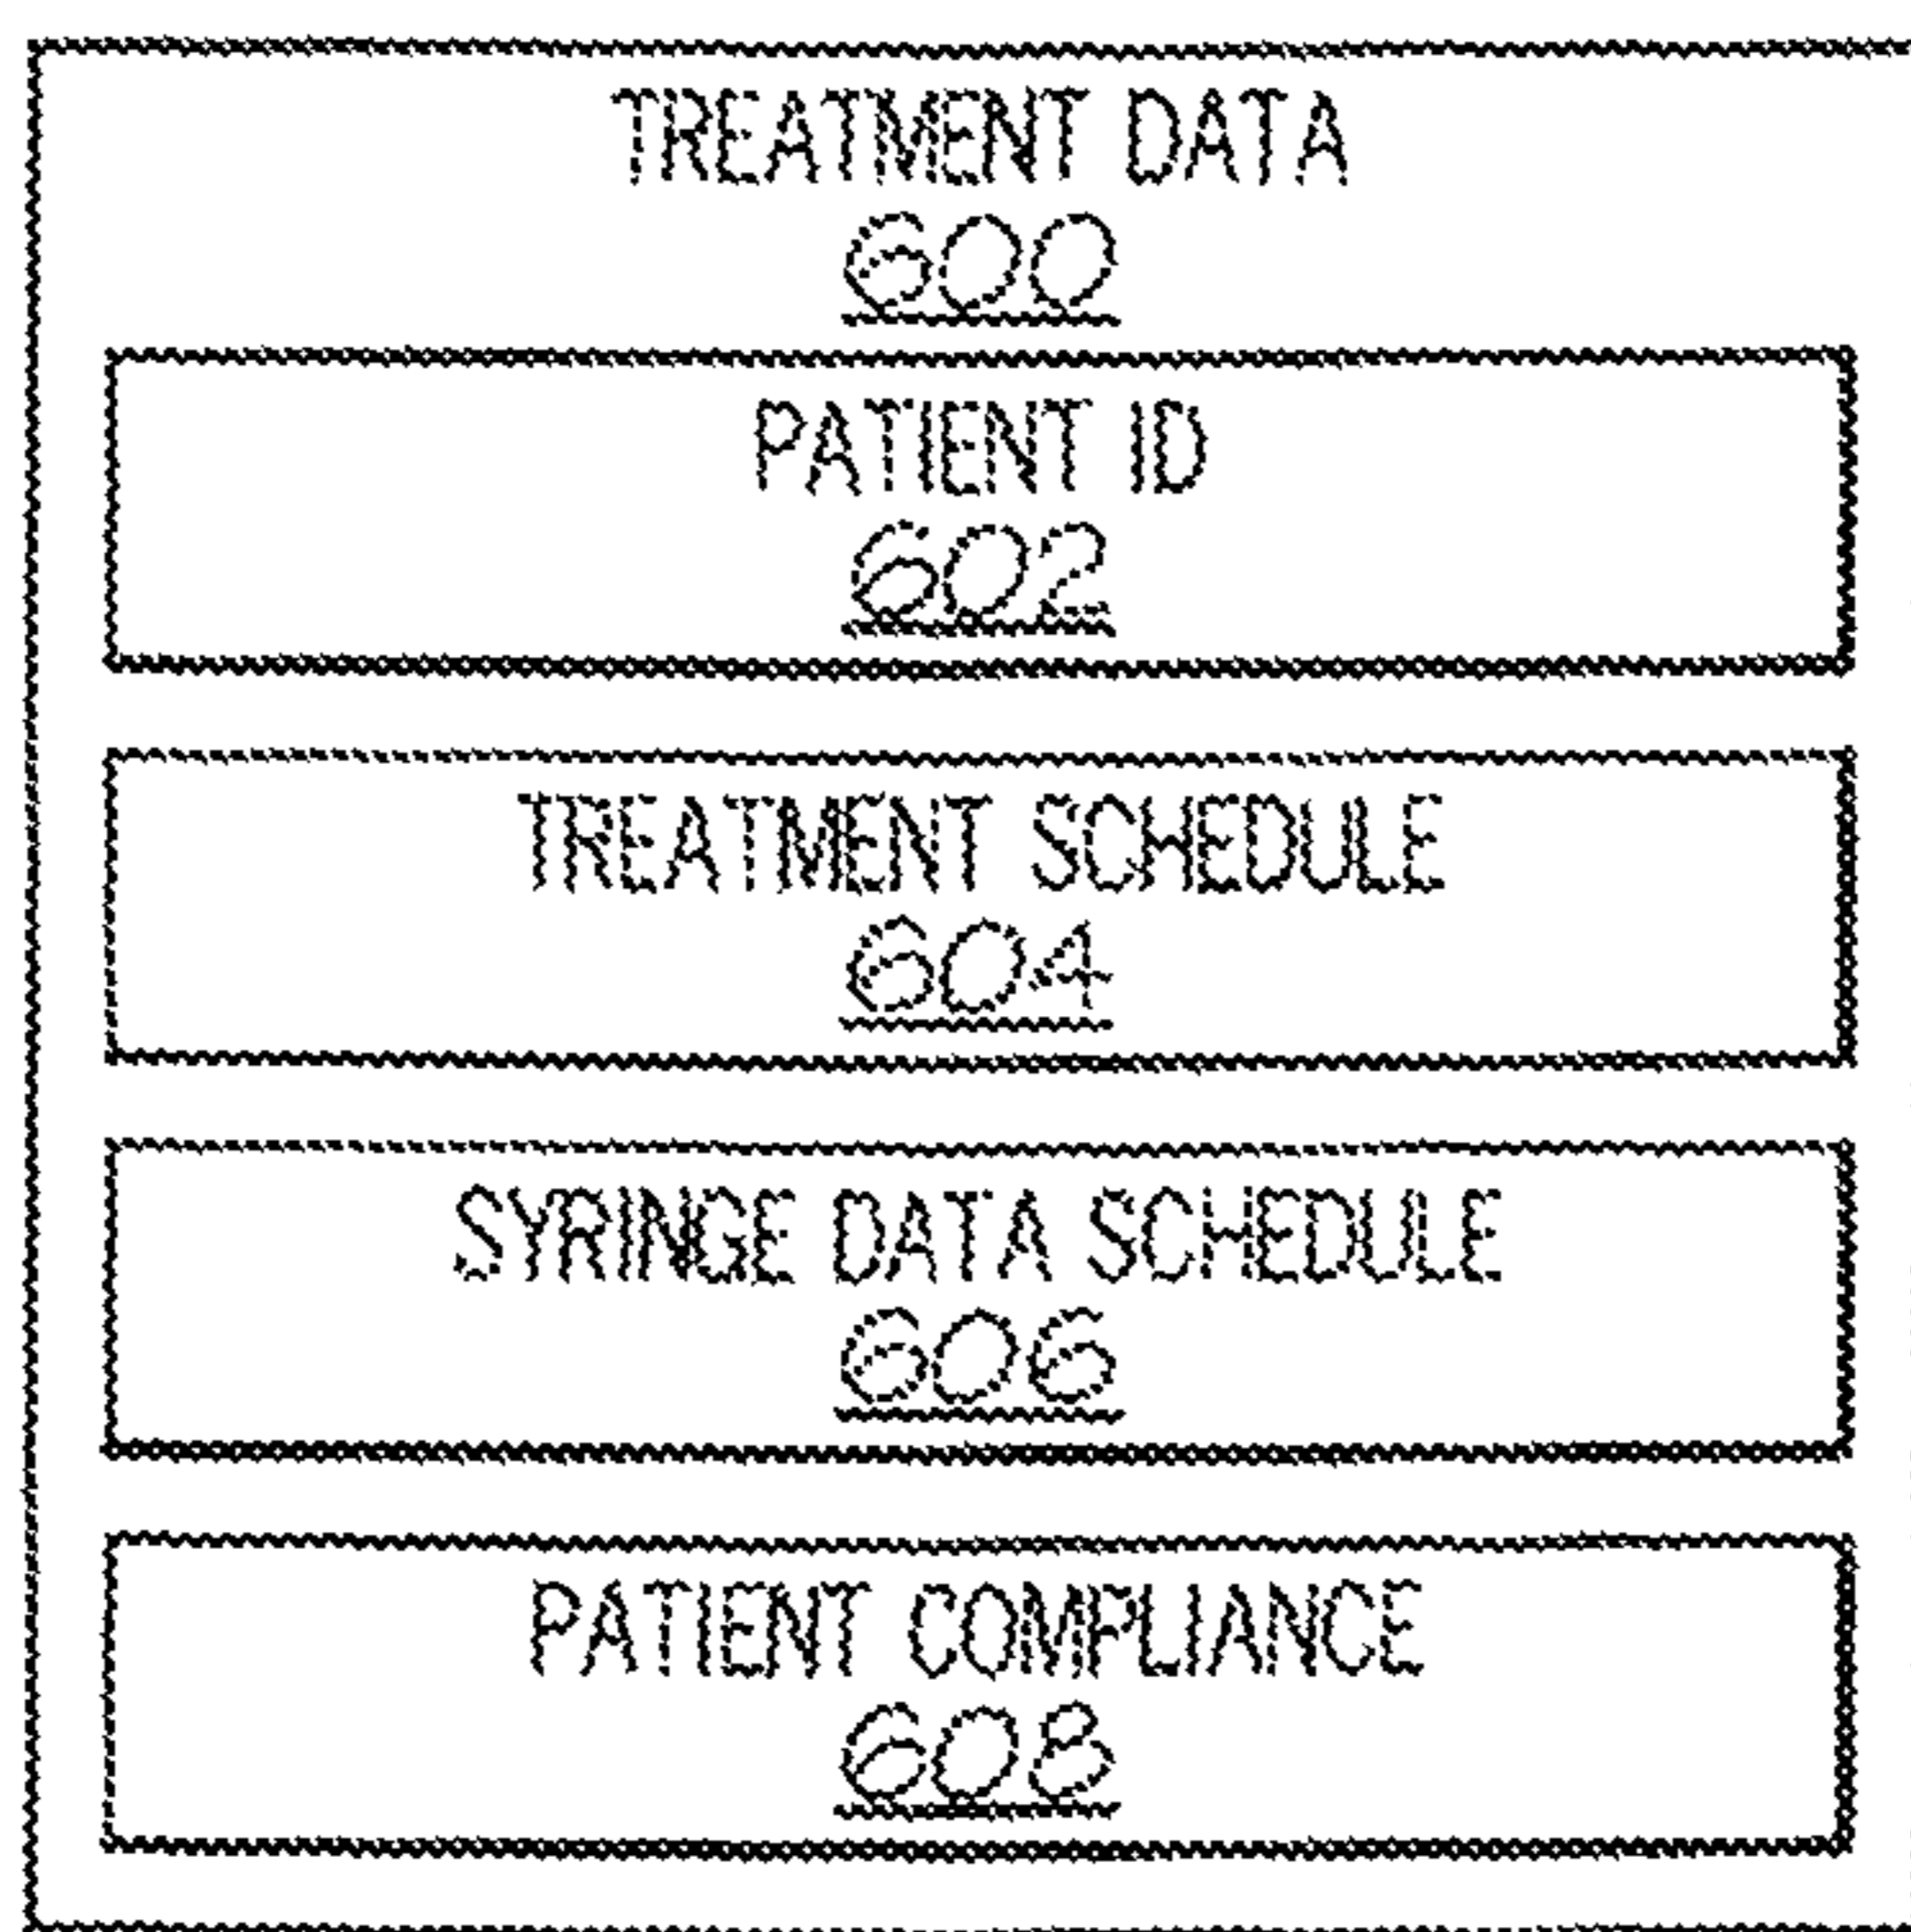 TREATMENT DATA
600
PATIENT ID
602
TREATMENT SCHEDULE
604
SYRINGE DATA SCHEDULE
606
PATIENT COMPLIANCE
608